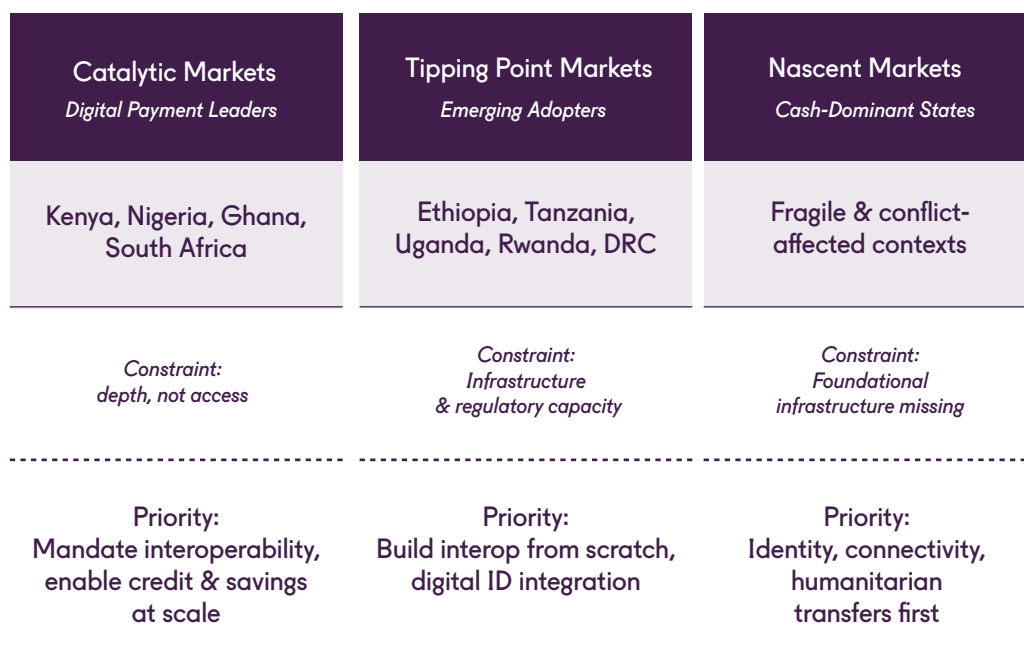 Catalytic Markets
Digital Payment Leaders
Kenya, Nigeria, Ghana,
South Africa
Constraint:
depth, not access
Priority:
Mandate interoperability,
enable credit & savings
at scale
Tipping Point Markets
Emerging Adopters
Ethiopia, Tanzania,
Uganda, Rwanda, DRC
Constraint:
Infrastructure
& regulatory capacity
Priority:
Build interop from scratch,
digital ID integration
Nascent Markets
Cash-Dominant States
Fragile & conflict-
affected contexts
Constraint:
Foundational
infrastructure missing
Priority:
Identity, connectivity,
humanitarian
transfers first